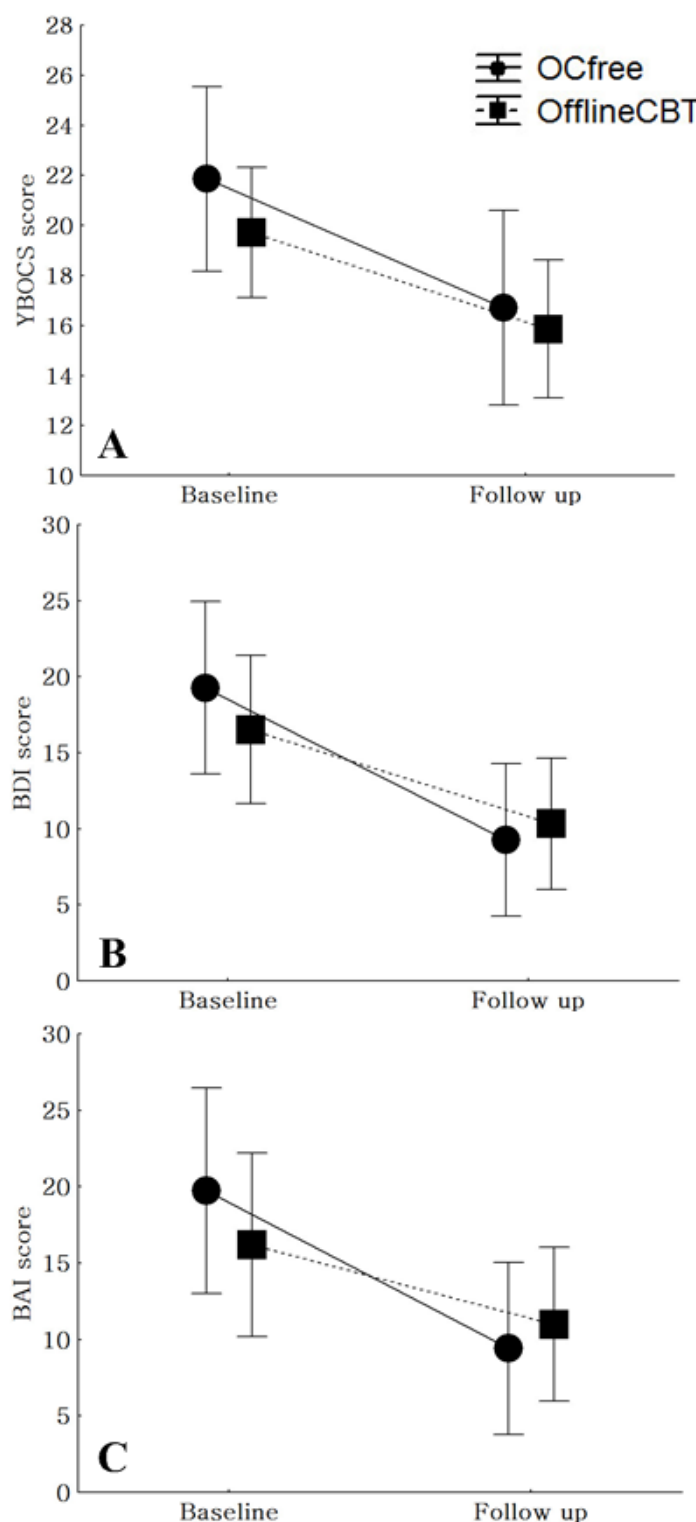 28
26
24
22
20
18
16
14
12
10
YBOCS score
OCfree
OfflineCBT
A
Baseline Follow up
30
25
20
15
10
5
0
BDI score
B
Baseline Follow up
30
25
20
15
10
5
0
BAI score
C
Baseline Follow up